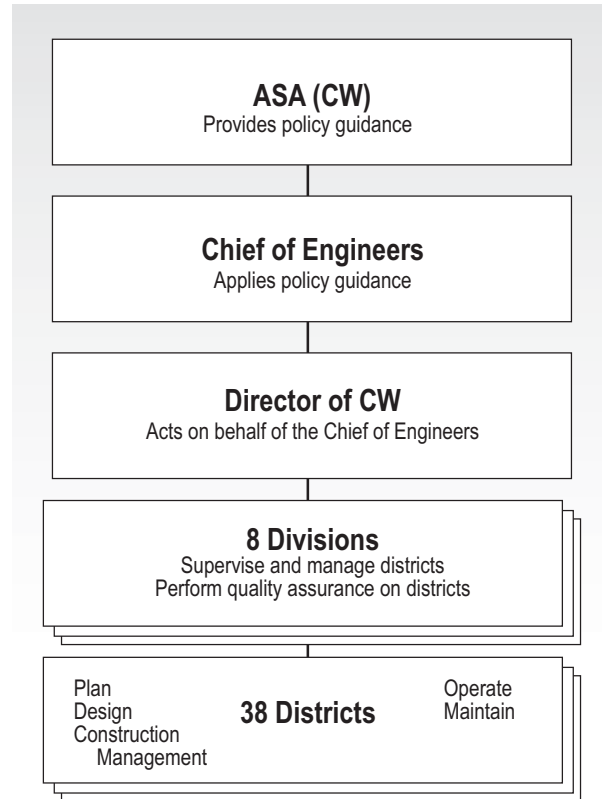 ASA (CW)
Provides policy guidance
Chief of Engineers
Applies policy guidance
Director of CW
Acts on behalf of the Chief of Engineers
8 Divisions
Supervise and manage districts
Perform quality assurance on districts
Plan
Design
Construction
Management
38 Districts
Operate
Maintain